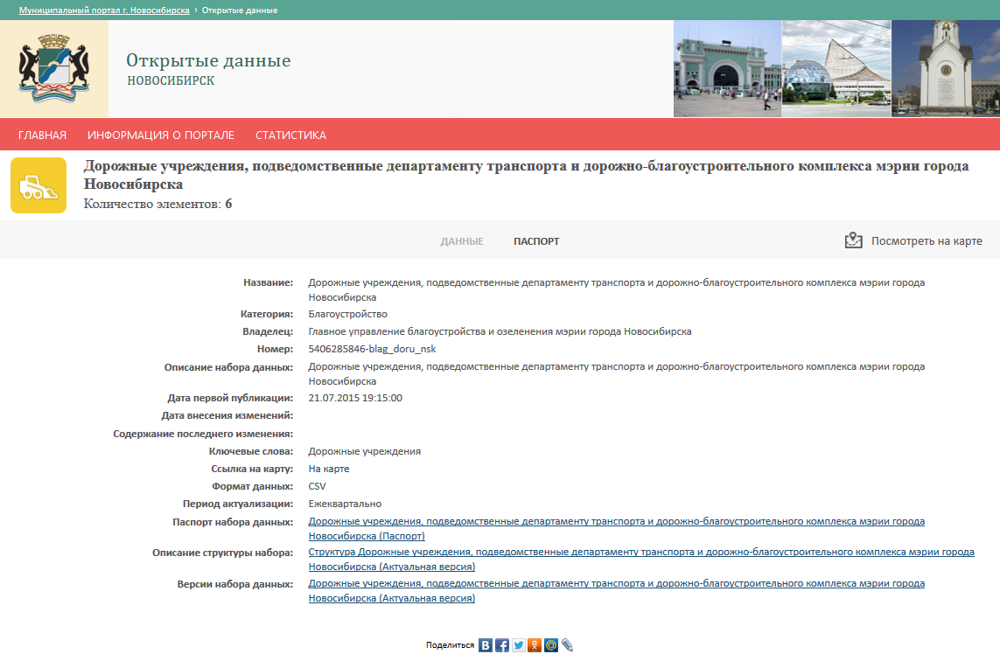 Муниципальный портал г. Новосибирска › Открытые данные
Открытые данные
НОВОСИБИРСК
ГЛАВНАЯ ИНФОРМАЦИЯ О ПОРТАЛЕ СТАТИСТИКА
Дорожные учреждения, подведомственные департаменту транспорта и дорожно-благоустроительного комплекса мэрии города
Новосибирска
Количество элементов: 6
ДАННЫЕ ПАСПОРТ Посмотреть на карте
Название: Дорожные учреждения, подведомственные департаменту транспорта и дорожно-благоустроительного комплекса мэрии города
Новосибирска
Категория: Благоустройство
Владелец: Главное управление благоустройства и озеленения мэрии города Новосибирска
Номер: 5406285846-blag_doru_nsk
Описание набора данных: Дорожные учреждения, подведомственные департаменту транспорта и дорожно-благоустроительного комплекса мэрии города
Новосибирска
Дата первой публикации: 21.07.2015 19:15:00
Дата внесения изменений:
Содержание последнего изменения:
Ключевые слова: Дорожные учреждения
Ссылка на карту: На карте
Формат данных: CSV
Период актуализации: Ежеквартально
Паспорт набора данных: Дорожные учреждения, подведомственные департаменту транспорта и дорожно-благоустроительного комплекса мэрии города
Новосибирска (Паспорт)
Описание структуры набора: Структура Дорожные учреждения, подведомственные департаменту транспорта и дорожно-благоустроительного комплекса мэрии города
Новосибирска (Актуальная версия)
Версии набора данных: Дорожные учреждения, подведомственные департаменту транспорта и дорожно-благоустроительного комплекса мэрии города
Новосибирска (Актуальная версия)
Поделиться